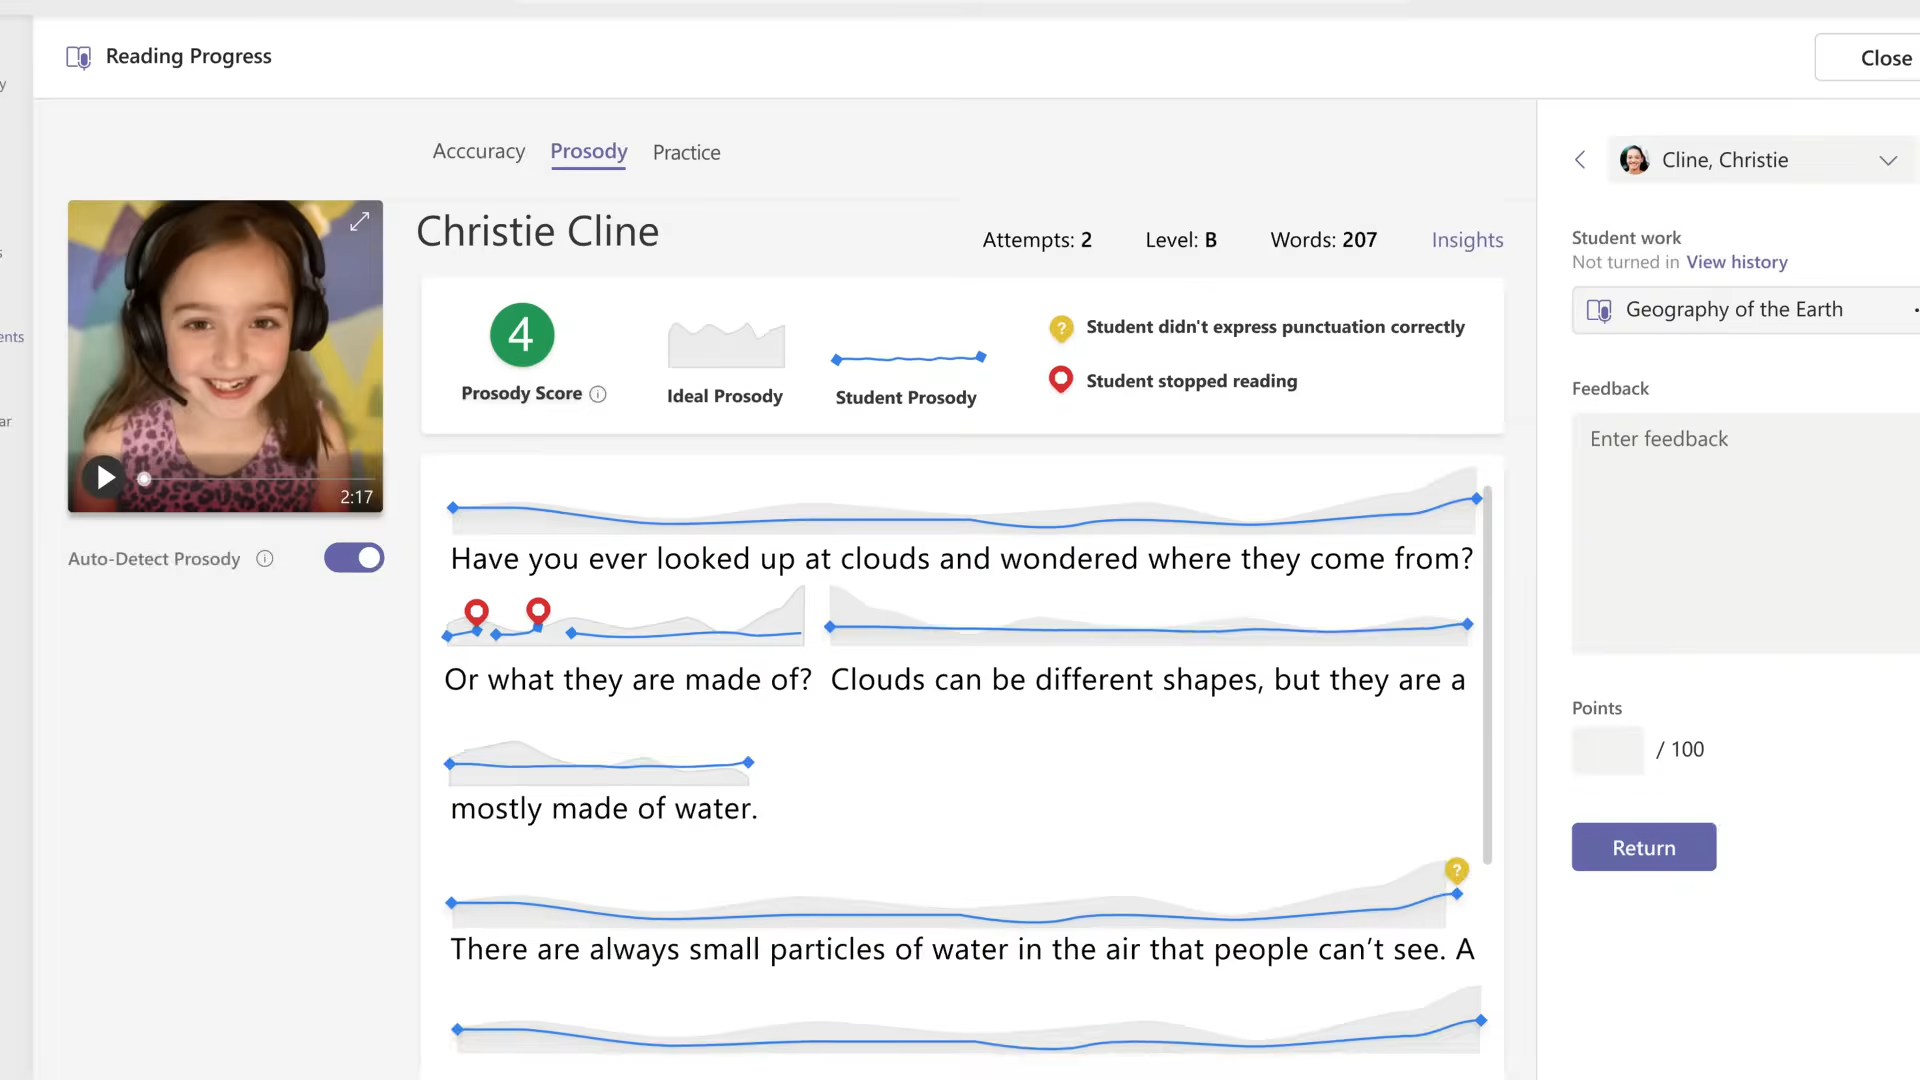 Reading Progress
Close
y
Acccuracy Prosody Practice
Cline, Christie
Christie Cline
Attempts: 2 Level: B Words: 207 Insights
Student work
Not turned in View history
s
4
Prosody Score
Ideal Prosody
Student Prosody
? Student didn't express punctuation correctly
Student stopped reading
Geography of the Earth
ents
Feedback
Enter feedback
ar
2:17
Auto-Detect Prosody
Have you ever looked up at clouds and wondered where they come from?
Or what they are made of? Clouds can be different shapes, but they are a
mostly made of water.
?
There are always small particles of water in the air that people can’t see. A
Points
/ 100
Return